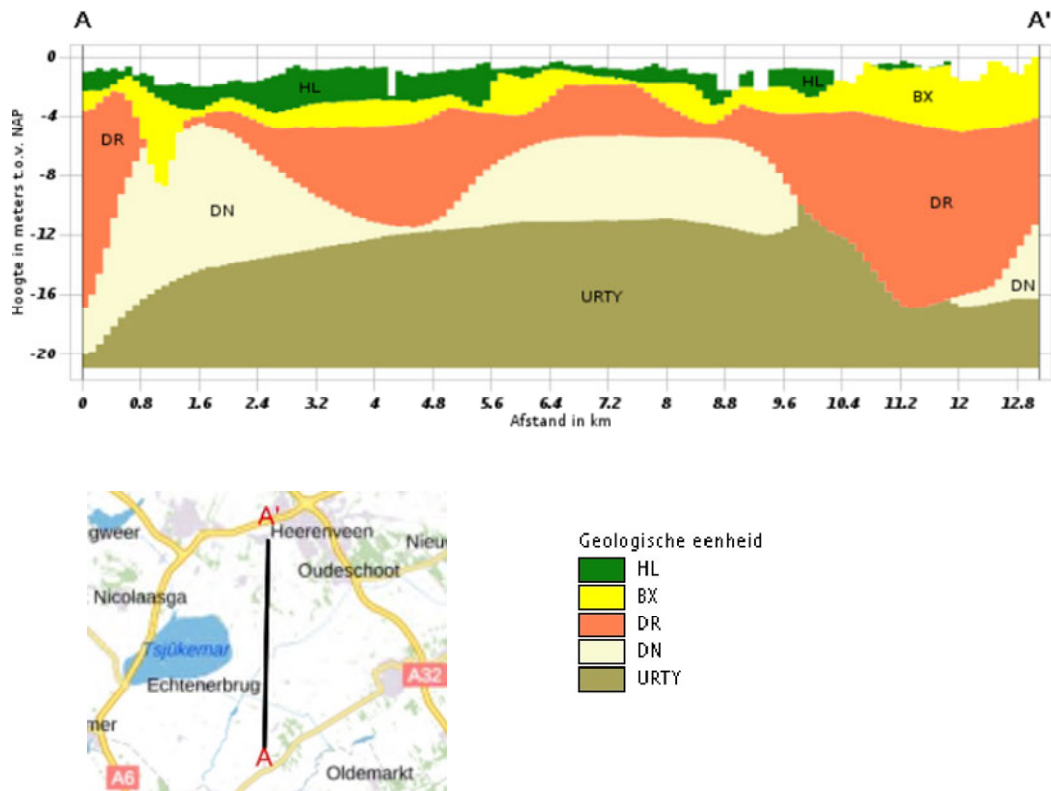 A A'
Hoogte in meters t.o.v. NAP
0
-4
-8
-12
-16
-20
HL
HL
BX
DR
DN
DR
DN
URTY
0 0.8 1.6 2.4 3.2 4 4.8 5.6 6.4 7.2 8 8.8 9.6 10.4 11.2 12 12.8
Afstand in km
A'
gweer
Heerenveen
Nieu
Oudeschoot
Nicolaasga
Tsjûkemar
Echtenerbrug
A32
mer
A
A6
Oldemarkt
Geologische eenheid
HL
BX
DR
DN
URTY